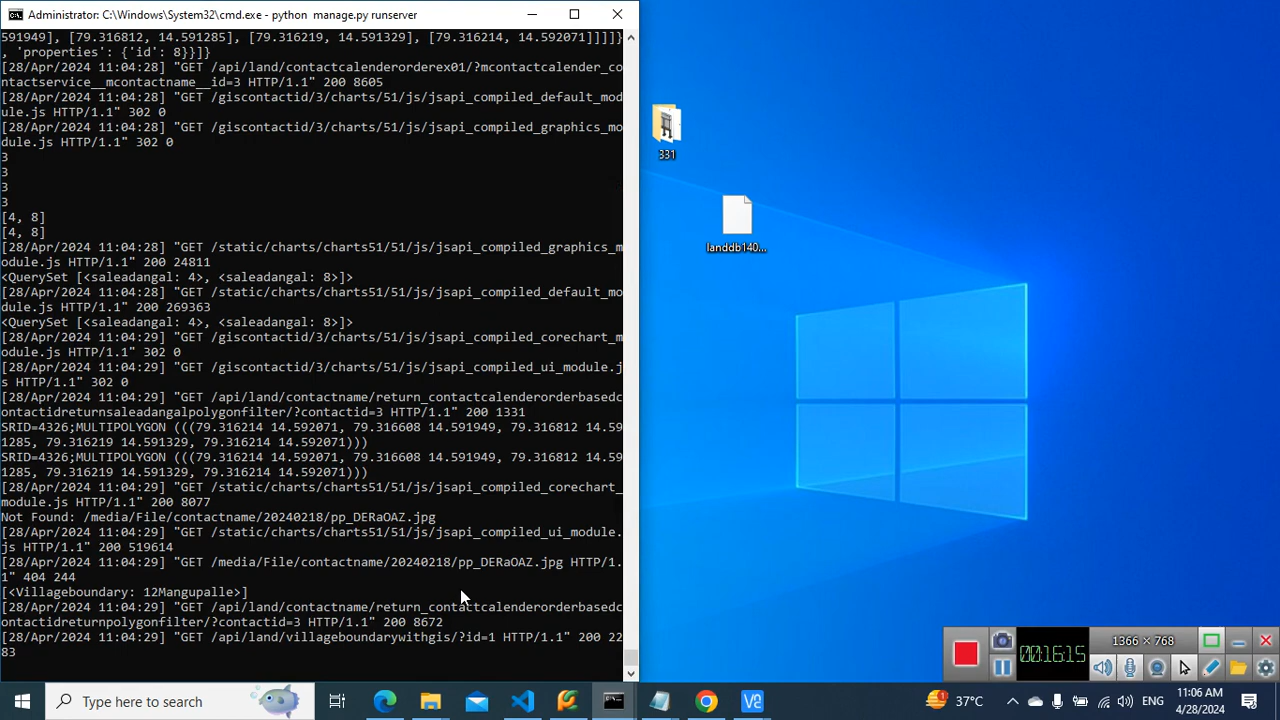 Administrator: C:\Windows\System32\cmd.exe - python  manage.py runserver
591949], [79.316812, 14.591285], [79.316219, 14.591329], [79.316214, 14.592071]]]]}
, 'properties': {'id': 8}}]}
[28/Apr/2024 11:04:28] "GET /api/land/contactcalenderorderex01/?mcontactcalender_co
ntactservice__mcontactname__id=3 HTTP/1.1" 200 8605
[28/Apr/2024 11:04:28] "GET /giscontactid/3/charts/51/js/jsapi_compiled_default_mod
ule.js HTTP/1.1" 302 0
[28/Apr/2024 11:04:28] "GET /giscontactid/3/charts/51/js/jsapi_compiled_graphics_mo
dule.js HTTP/1.1" 302 0
3
3
3
3
[4, 8]
[4, 8]
[28/Apr/2024 11:04:28] "GET /static/charts/charts51/51/js/jsapi_compiled_graphics_m
odule.js HTTP/1.1" 200 24811
<QuerySet [<saleadangal: 4>, <saleadangal: 8>]>
[28/Apr/2024 11:04:28] "GET /static/charts/charts51/51/js/jsapi_compiled_default_mo
dule.js HTTP/1.1" 200 269363
<QuerySet [<saleadangal: 4>, <saleadangal: 8>]>
[28/Apr/2024 11:04:29] "GET /giscontactid/3/charts/51/js/jsapi_compiled_corechart_m
odule.js HTTP/1.1" 302 0
[28/Apr/2024 11:04:29] "GET /giscontactid/3/charts/51/js/jsapi_compiled_ui_module.j
s HTTP/1.1" 302 0
[28/Apr/2024 11:04:29] "GET /api/land/contactname/return_contactcalenderorderbasedc
ontactidreturnsaleadangalpolygonfilter/?contactid=3 HTTP/1.1" 200 1331
SRID=4326;MULTIPOLYGON (((79.316214 14.592071, 79.316608 14.591949, 79.316812 14.59
1285, 79.316219 14.591329, 79.316214 14.592071)))
SRID=4326;MULTIPOLYGON (((79.316214 14.592071, 79.316608 14.591949, 79.316812 14.59
1285, 79.316219 14.591329, 79.316214 14.592071)))
[28/Apr/2024 11:04:29] "GET /static/charts/charts51/51/js/jsapi_compiled_corechart_
module.js HTTP/1.1" 200 8077
Not Found: /media/File/contactname/20240218/pp_DERaOAZ.jpg
[28/Apr/2024 11:04:29] "GET /static/charts/charts51/51/js/jsapi_compiled_ui_module.
js HTTP/1.1" 200 519614
[28/Apr/2024 11:04:29] "GET /media/File/contactname/20240218/pp_DERaOAZ.jpg HTTP/1.
1" 404 244
[<Villageboundary: 12Mangupalle>]
[28/Apr/2024 11:04:29] "GET /api/land/contactname/return_contactcalenderorderbasedc
ontactidreturnpolygonfilter/?contactid=3 HTTP/1.1" 200 8672
[28/Apr/2024 11:04:29] "GET /api/land/villageboundarywithgis/?id=1 HTTP/1.1" 200 22
83
331
landdb140...
00:16:15
1366 × 768
Type here to search
37°C
ENG
11:06 AM
4/28/2024